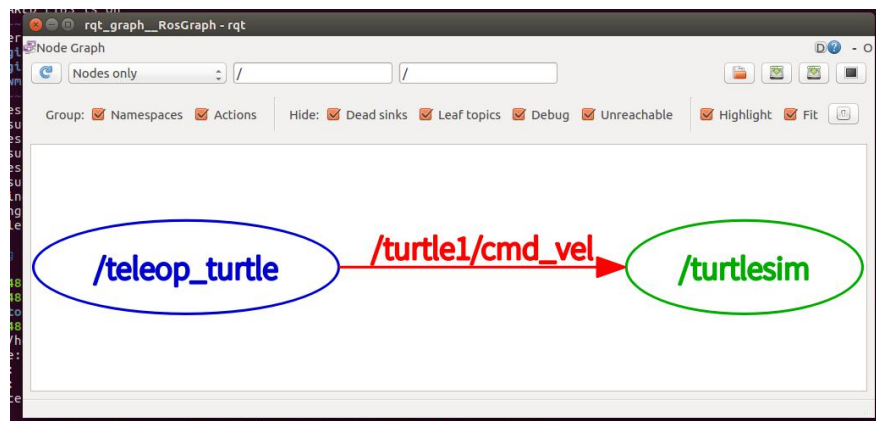 rqt_graph__RosGraph - rqt
Node Graph
D - O
Nodes only / /
Group: Namespaces Actions Hide: Dead sinks Leaf topics Debug Unreachable Highlight Fit
/teleop_turtle /turtle1/cmd_vel /turtlesim